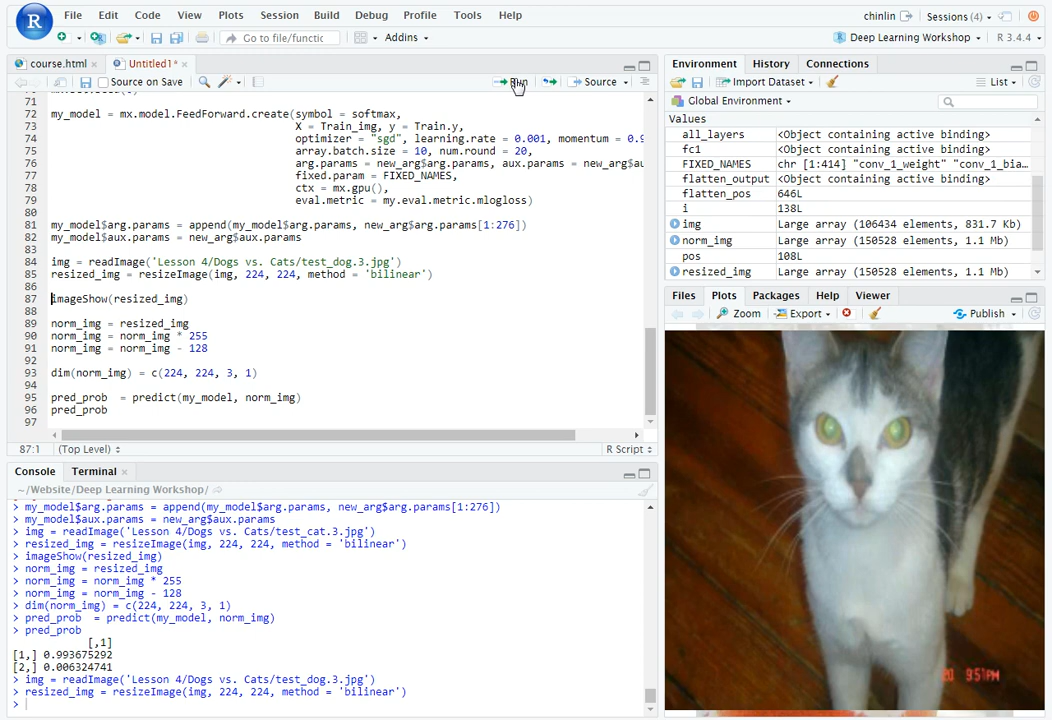 File Edit Code View Plots Session Build Debug Profile Tools Help
chinlin Sessions (4)
Go to file/functic Addins
Deep Learning Workshop R 3.4.4
course.html × Untitled1* ×
Source on Save Run Source
71
72 my_model = mx.model.FeedForward.create(symbol = softmax,
73 X = Train_img, y = Train.y,
74 optimizer = "sgd", learning.rate = 0.001, momentum = 0.9
75 array.batch.size = 10, num.round = 20,
76 arg.params = new_arg$arg.params, aux.params = new_arg$au
77 fixed.param = FIXED_NAMES,
78 ctx = mx.gpu(),
79 eval.metric = my.eval.metric.mlogloss)
80
81 my_model$arg.params = append(my_model$arg.params, new_arg$arg.params[1:276])
82 my_model$aux.params = new_arg$aux.params
83
84 img = readImage('Lesson 4/Dogs vs. Cats/test_dog.3.jpg')
85 resized_img = resizeImage(img, 224, 224, method = 'bilinear')
86
87 imageShow(resized_img)
88
89 norm_img = resized_img
90 norm_img = norm_img * 255
91 norm_img = norm_img - 128
92
93 dim(norm_img) = c(224, 224, 3, 1)
94
95 pred_prob = predict(my_model, norm_img)
96 pred_prob
97
87:1 (Top Level) R Script
Console Terminal ×
~/Website/Deep Learning Workshop/
> my_model$arg.params = append(my_model$arg.params, new_arg$arg.params[1:276])
> my_model$aux.params = new_arg$aux.params
> img = readImage('Lesson 4/Dogs vs. Cats/test_cat.3.jpg')
> resized_img = resizeImage(img, 224, 224, method = 'bilinear')
> imageShow(resized_img)
> norm_img = resized_img
> norm_img = norm_img * 255
> norm_img = norm_img - 128
> dim(norm_img) = c(224, 224, 3, 1)
> pred_prob = predict(my_model, norm_img)
> pred_prob
[,1]
[1,] 0.993675292
[2,] 0.006324741
> img = readImage('Lesson 4/Dogs vs. Cats/test_dog.3.jpg')
> resized_img = resizeImage(img, 224, 224, method = 'bilinear')
>
Environment History Connections
Import Dataset List
Global Environment
Values
all_layers <Object containing active binding>
fc1 <Object containing active binding>
FIXED_NAMES chr [1:414] "conv_1_weight" "conv_1_bia…
flatten_output <Object containing active binding>
flatten_pos 646L
i 138L
img Large array (106434 elements, 831.7 Kb)
norm_img Large array (150528 elements, 1.1 Mb)
pos 108L
resized_img Large array (150528 elements, 1.1 Mb)
Files Plots Packages Help Viewer
Zoom Export Publish
9:51PM